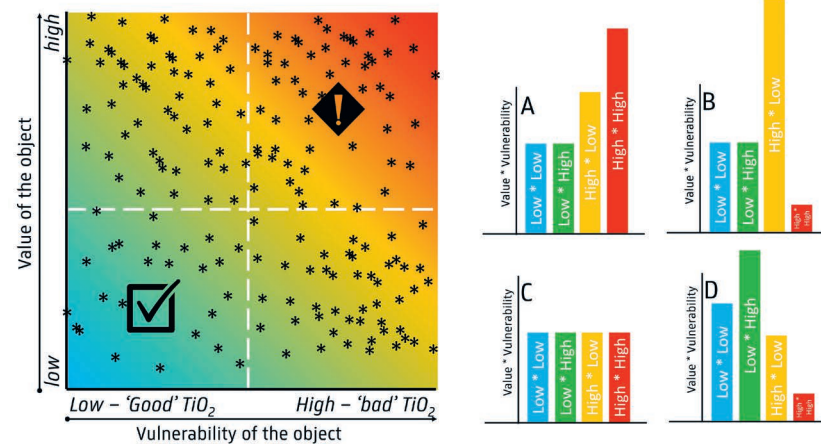 high
Value of the object
low
Low – ‘Good’ TiO₂
High – ‘bad’ TiO₂
Vulnerability of the object
!
A
Value * Vulnerability
Low * Low
Low * High
High * Low
High * High
B
Value * Vulnerability
Low * Low
Low * High
High * Low
High *
High
C
Value * Vulnerability
Low * Low
Low * High
High * Low
High * High
D
Value * Vulnerability
Low * Low
Low * High
High * Low
High *
High